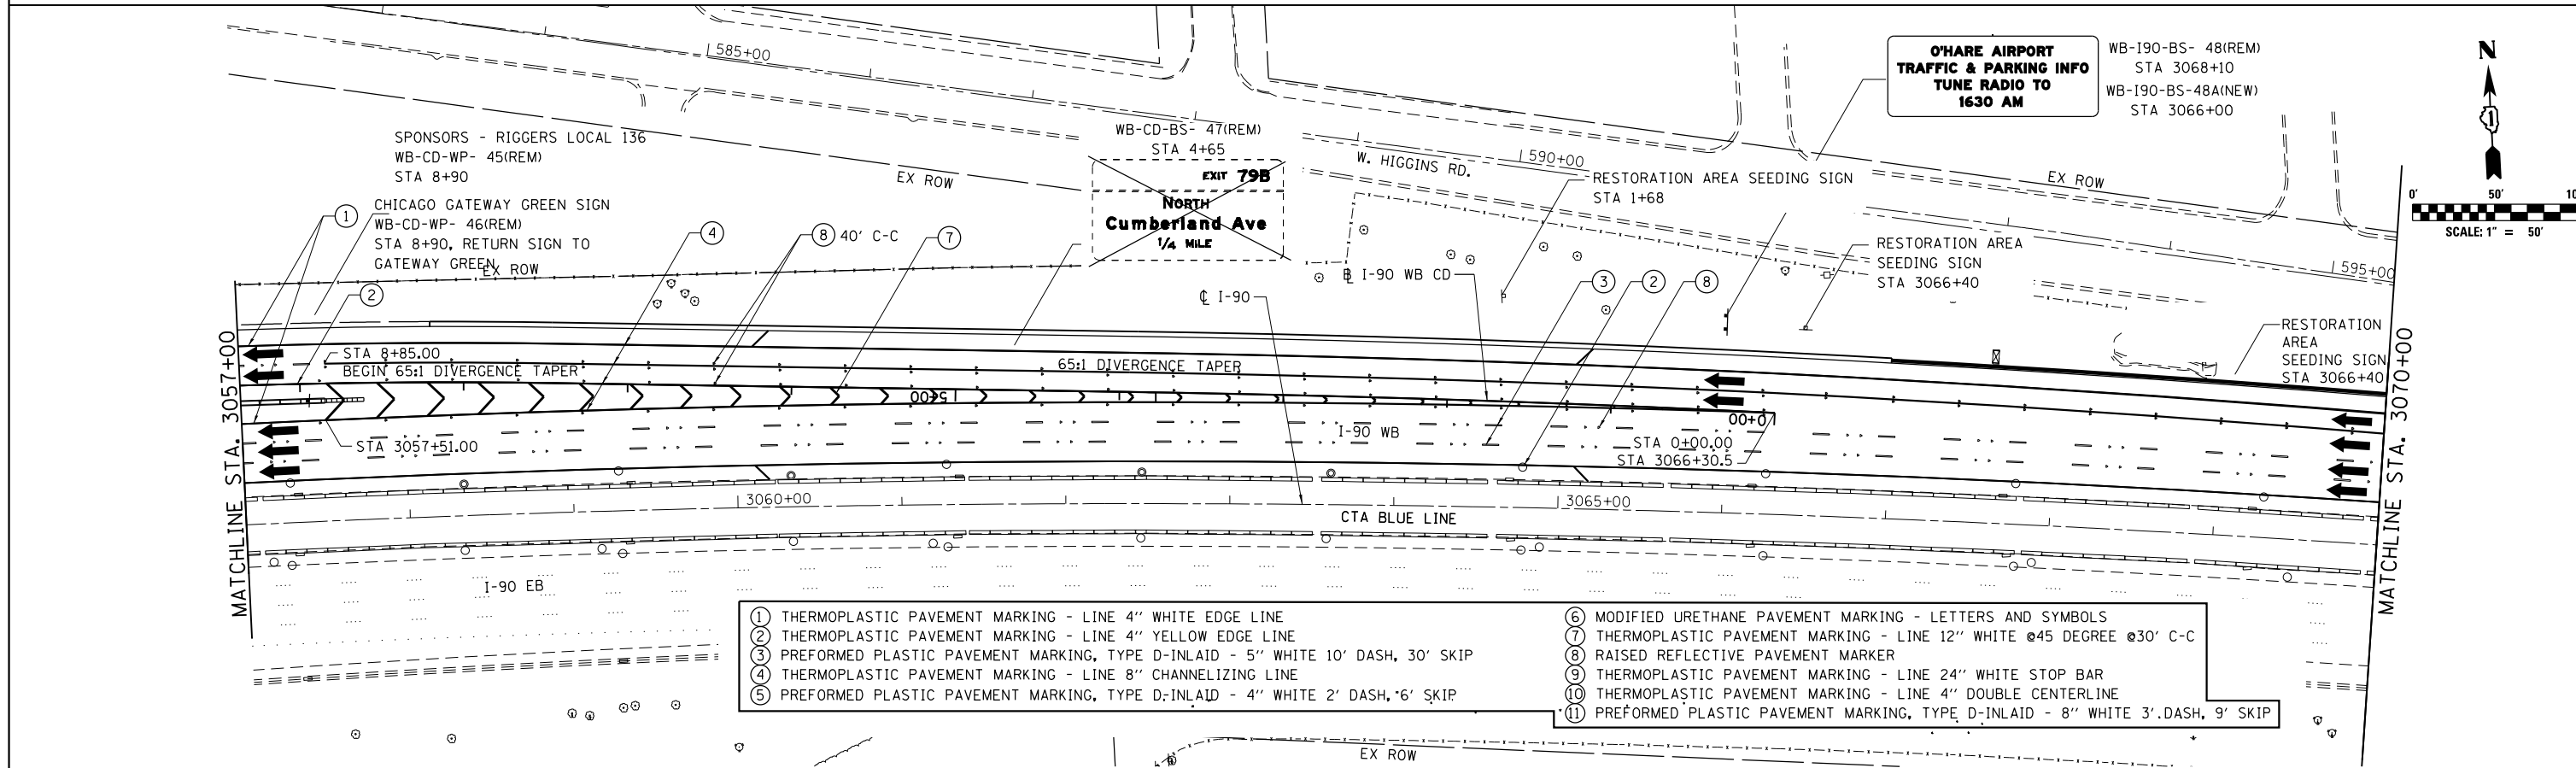 585+00
O'HARE AIRPORT
TRAFFIC & PARKING INFO
TUNE RADIO TO
1630 AM
WB-I90-BS- 48(REM)
STA 3068+10
WB-I90-BS-48A(NEW)
STA 3066+00
N
0'
50'
SCALE: 1" = 50'
SPONSORS - RIGGERS LOCAL 136
WB-CD-WP- 45(REM)
STA 8+90
CHICAGO GATEWAY GREEN SIGN
WB-CD-WP- 46(REM)
STA 8+90, RETURN SIGN TO
GATEWAY GREEN
EX ROW
EX ROW
WB-CD-BS- 47(REM)
STA 4+65
EXIT 79B
NORTH
Cumberland Ave
1/4 MILE
W. HIGGINS RD.
590+00
EX ROW
595+00
RESTORATION AREA SEEDING SIGN
STA 1+68
RESTORATION AREA
SEEDING SIGN
STA 3066+40
RESTORATION
AREA
SEEDING SIGN
STA 3066+40
1
2
4
8 40' C-C
7
℄ I-90
B I-90 WB CD
3
2
8
STA 8+85.00
BEGIN 65:1 DIVERGENCE TAPER
65:1 DIVERGENCE TAPER
5+00
0+00
STA 3057+51.00
I-90 WB
STA 0+00.00
STA 3066+30.5
3060+00
3065+00
CTA BLUE LINE
I-90 EB
MATCHLINE STA. 3057+00
MATCHLINE STA. 3070+00
1 THERMOPLASTIC PAVEMENT MARKING - LINE 4" WHITE EDGE LINE
2 THERMOPLASTIC PAVEMENT MARKING - LINE 4" YELLOW EDGE LINE
3 PREFORMED PLASTIC PAVEMENT MARKING, TYPE D-INLAID - 5" WHITE 10' DASH, 30' SKIP
4 THERMOPLASTIC PAVEMENT MARKING - LINE 8" CHANNELIZING LINE
5 PREFORMED PLASTIC PAVEMENT MARKING, TYPE D-INLAID - 4" WHITE 2' DASH, 6' SKIP
6 MODIFIED URETHANE PAVEMENT MARKING - LETTERS AND SYMBOLS
7 THERMOPLASTIC PAVEMENT MARKING - LINE 12" WHITE @45 DEGREE @30' C-C
8 RAISED REFLECTIVE PAVEMENT MARKER
9 THERMOPLASTIC PAVEMENT MARKING - LINE 24" WHITE STOP BAR
10 THERMOPLASTIC PAVEMENT MARKING - LINE 4" DOUBLE CENTERLINE
11 PREFORMED PLASTIC PAVEMENT MARKING, TYPE D-INLAID - 8" WHITE 3' DASH, 9' SKIP
EX ROW